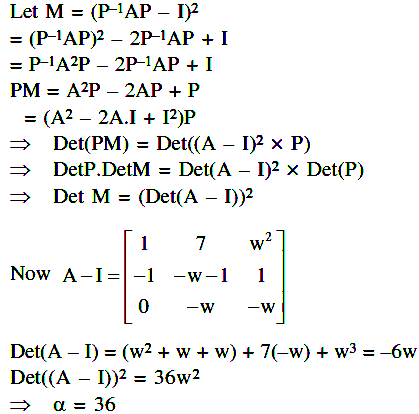 Let M = (P⁻¹AP – I)²
= (P⁻¹AP)² – 2P⁻¹AP + I
= P⁻¹A²P – 2P⁻¹AP + I
PM = A²P – 2AP + P
= (A² – 2A.I + I²)P
⇒ Det(PM) = Det((A – I)² × P)
⇒ DetP.DetM = Det(A – I)² × Det(P)
⇒ Det M = (Det(A – I))²
1 7 w²
Now A – I = –1 –w – 1 1
0 –w –w
Det(A – I) = (w² + w + w) + 7(–w) + w³ = –6w
Det((A – I))² = 36w²
⇒ α = 36